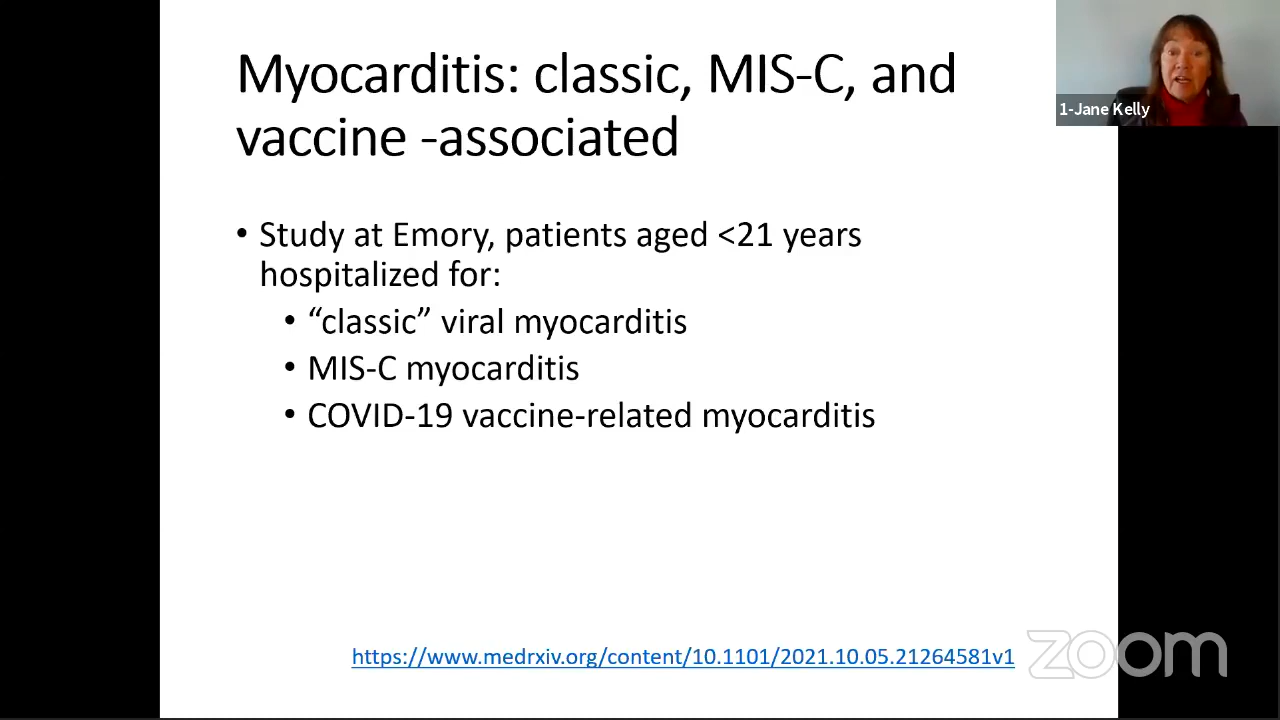 Myocarditis: classic, MIS-C, and
vaccine -associated
1-Jane Kelly
• Study at Emory, patients aged <21 years
hospitalized for:
• “classic” viral myocarditis
• MIS-C myocarditis
• COVID-19 vaccine-related myocarditis
https://www.medrxiv.org/content/10.1101/2021.10.05.21264581v1
zoom